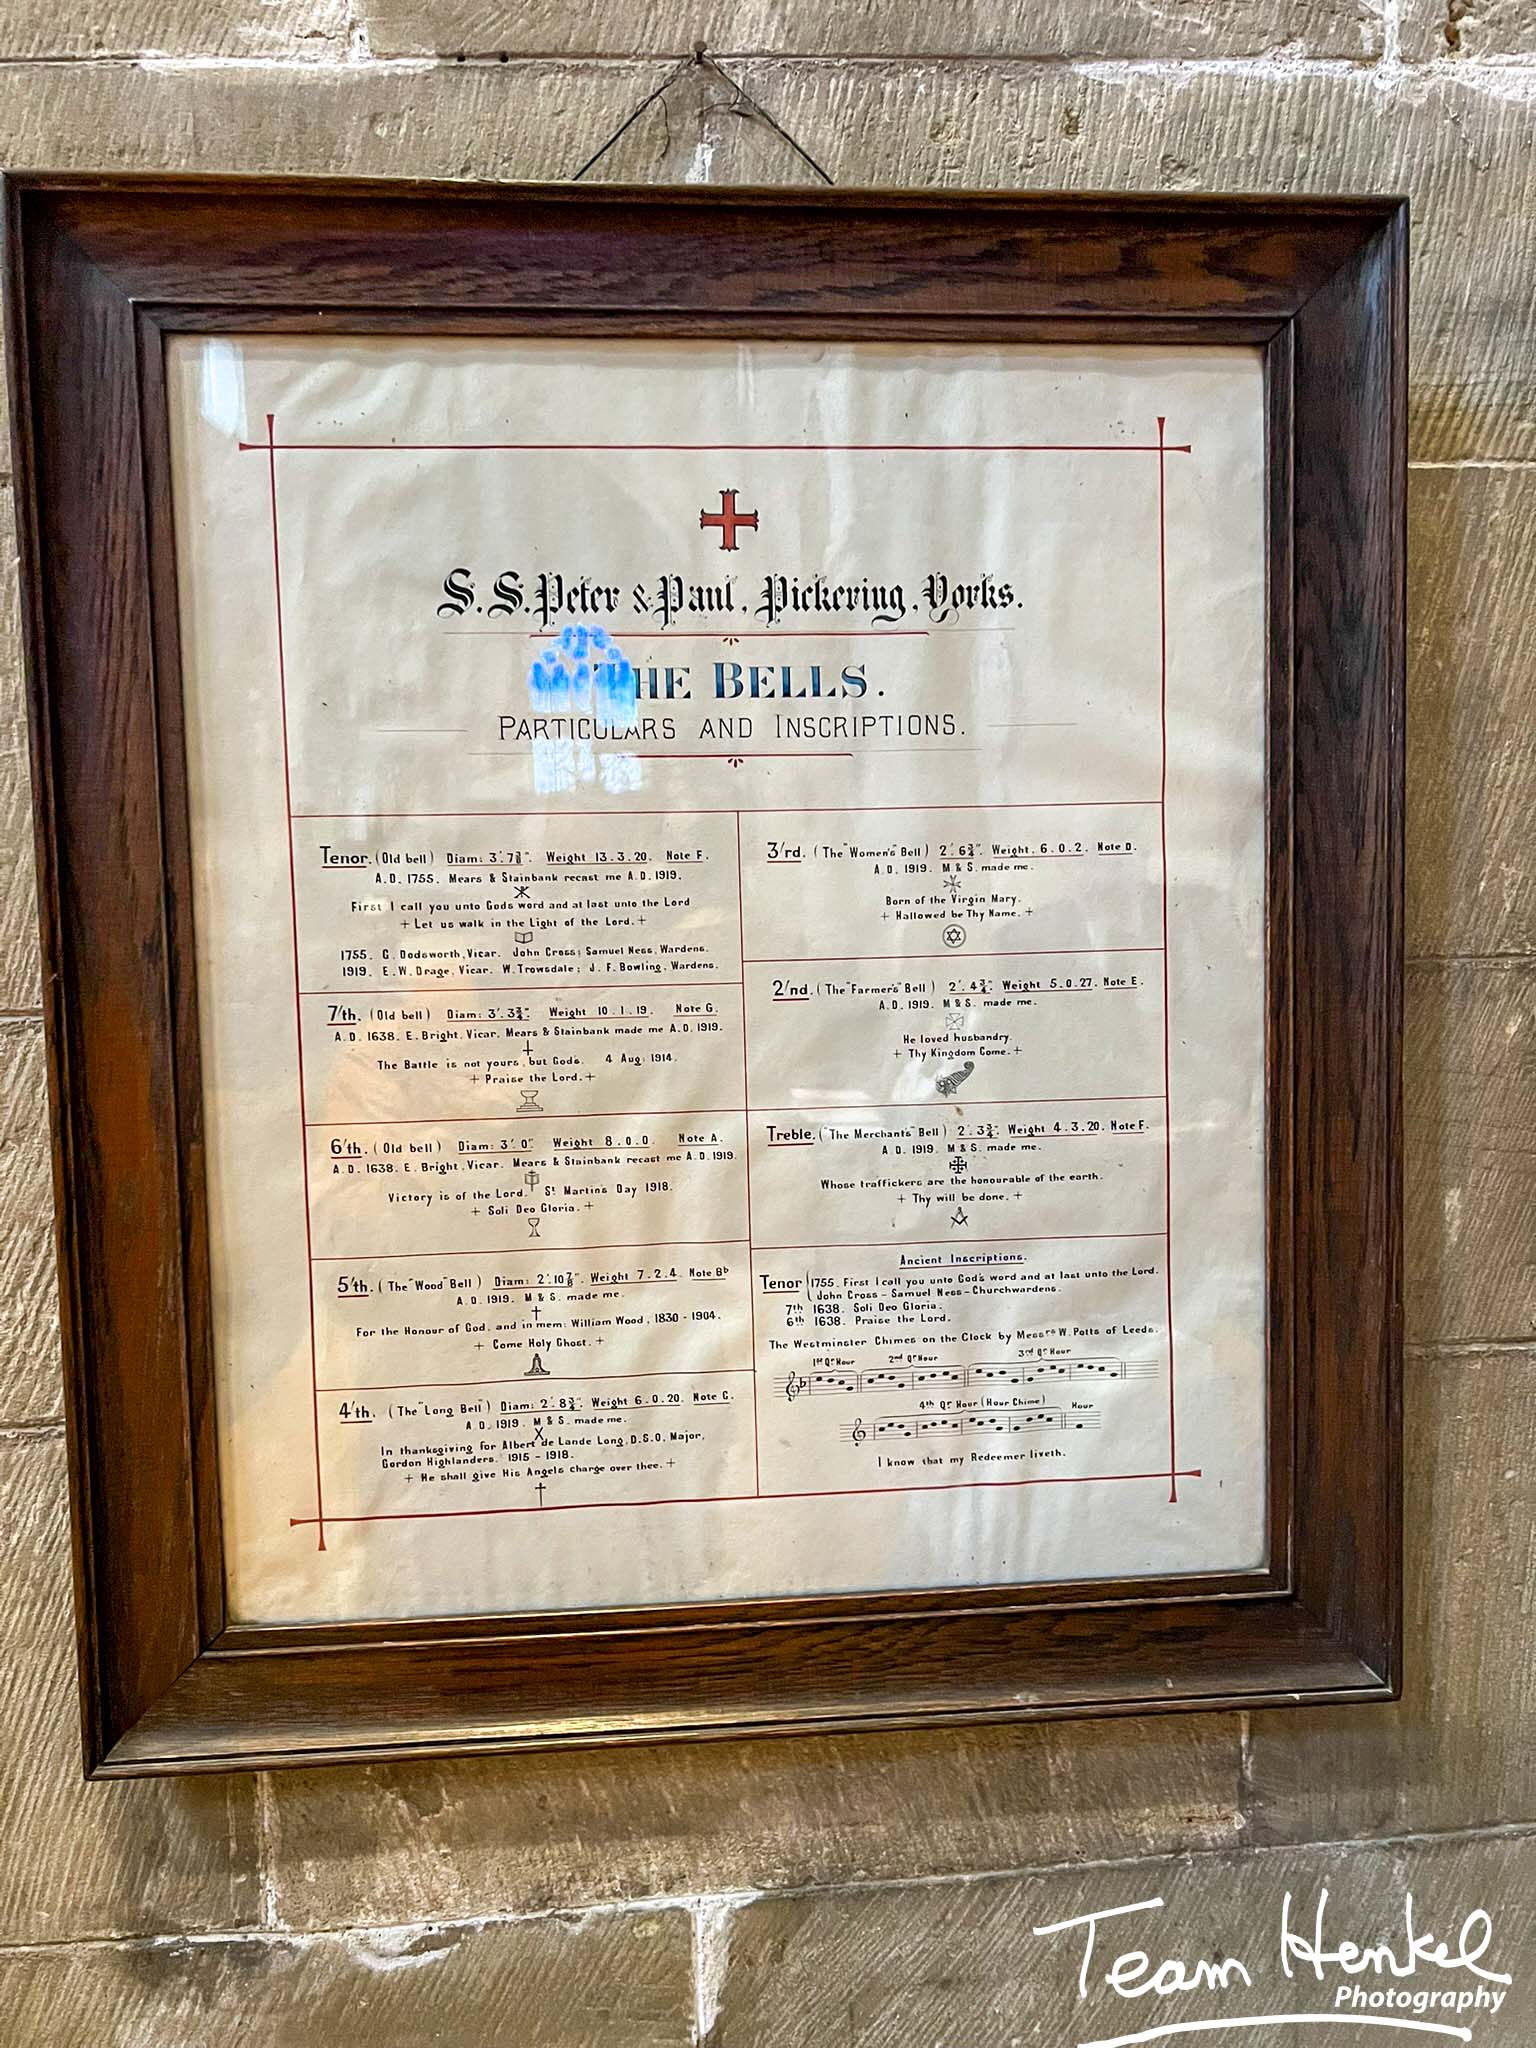 S.S. Peter & Paul, Pickering, Yorks.
THE BELLS.
PARTICULARS AND INSCRIPTIONS.
Tenor. (Old bell) Diam: 3'. 7⅞". Weight 13.3.20. Note F.
A.D. 1755. Mears & Stainbank recast me A.D. 1919.
First I call you unto Gods word and at last unto the Lord
+ Let us walk in the Light of the Lord. +
1755. G. Dodsworth, Vicar. John Cross; Samuel Ness, Wardens.
1919. E.W. Drage, Vicar. W. Trowsdale; J. F. Bowling, Wardens.
7/th. (Old bell) Diam: 3'. 3¾". Weight 10.1.19. Note G.
A.D. 1638. E. Bright, Vicar. Mears & Stainbank made me A.D. 1919.
The Battle is not yours, but God's. 4 Aug: 1914.
+ Praise the Lord. +
6/th. (Old bell) Diam: 3'. 0" Weight 8.0.0. Note A.
A.D. 1638. E. Bright, Vicar. Mears & Stainbank recast me A.D. 1919.
Victory is of the Lord. St Martin's Day 1918.
+ Soli Deo Gloria. +
5/th. (The "Wood" Bell) Diam: 2'. 10⅞". Weight 7.2.4. Note Bb
A.D. 1919. M & S. made me.
For the Honour of God, and in mem: William Wood, 1830 - 1904.
+ Come Holy Ghost. +
4/th. (The "Long Bell") Diam: 2'. 8¾". Weight 6.0.20. Note C.
A.D. 1919. M & S. made me.
In thanksgiving for Albert de Lande Long, D.S.O, Major,
Gordon Highlanders. 1915 - 1918.
+ He shall give His Angels charge over thee. +
3/rd. (The "Women's" Bell) 2'. 6¾". Weight. 6.0.2. Note D.
A.D. 1919. M & S. made me.
Born of the Virgin Mary.
+ Hallowed be Thy Name. +
2/nd. (The "Farmer's" Bell) 2'. 4¾". Weight 5.0.27. Note E.
A.D. 1919. M & S. made me.
He loved husbandry.
+ Thy Kingdom Come. +
Treble. ("The Merchants" Bell) 2'. 3¾". Weight 4.3.20. Note F.
A.D. 1919. M & S. made me.
Whose traffickers are the honourable of the earth.
+ Thy will be done. +
Ancient Inscriptions.
Tenor 1755. First I call you unto God's word and at last unto the Lord.
John Cross - Samuel Ness - Churchwardens.
7th 1638. Soli Deo Gloria.
6th 1638. Praise the Lord.
The Westminster Chimes on the Clock by Messrs W. Potts of Leeds.
1st Qr Hour 2nd Qr Hour 3rd Qr Hour
4th Qr Hour (Hour Chime) Hour
I know that my Redeemer liveth.
Team Henkel
Photography